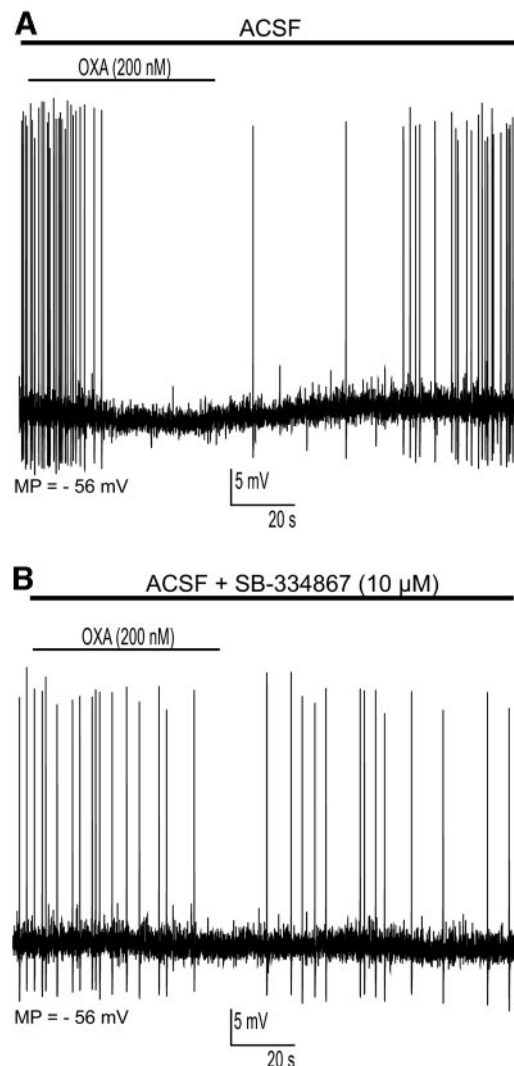 A
ACSF
OXA (200 nM)
MP = - 56 mV
5 mV
20 s
B
ACSF + SB-334867 (10 µM)
OXA (200 nM)
MP = - 56 mV
5 mV
20 s